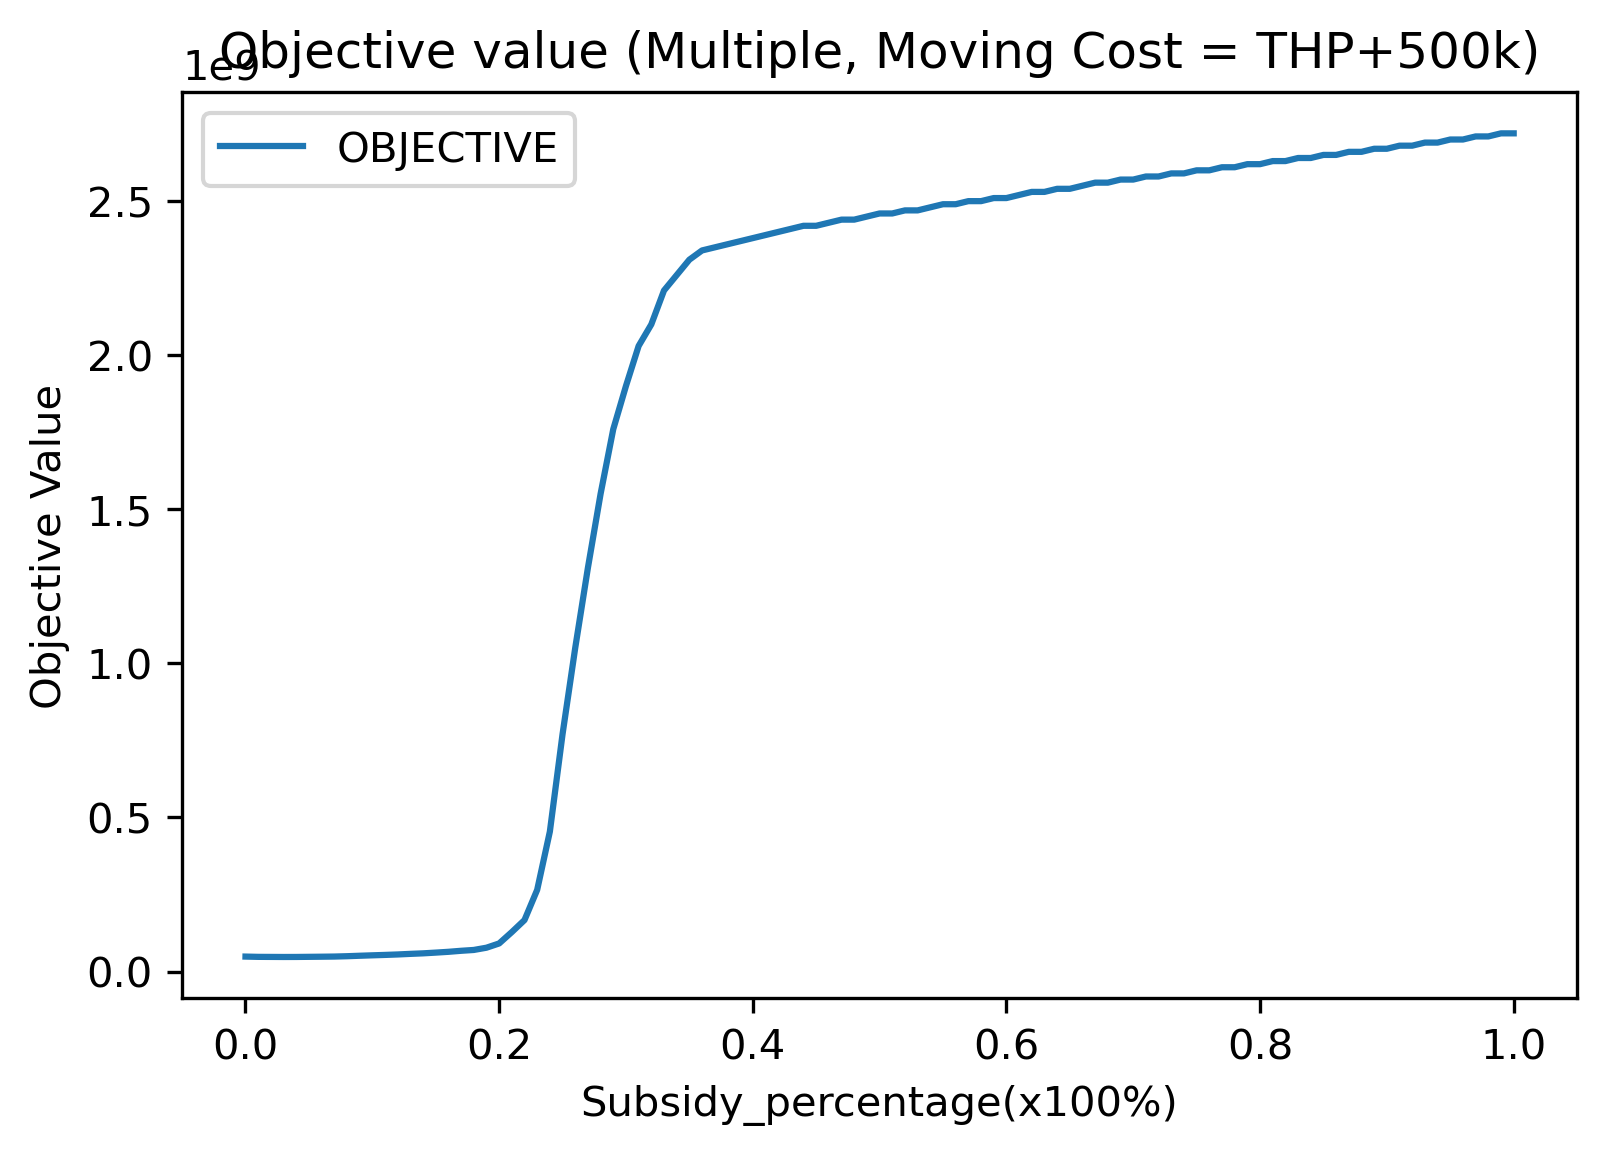 Objective value (Multiple, Moving Cost = THP+500k)
1e9
OBJECTIVE
2.5
2.0
1.5
1.0
0.5
0.0
Objective Value
0.0 0.2 0.4 0.6 0.8 1.0
Subsidy_percentage(x100%)